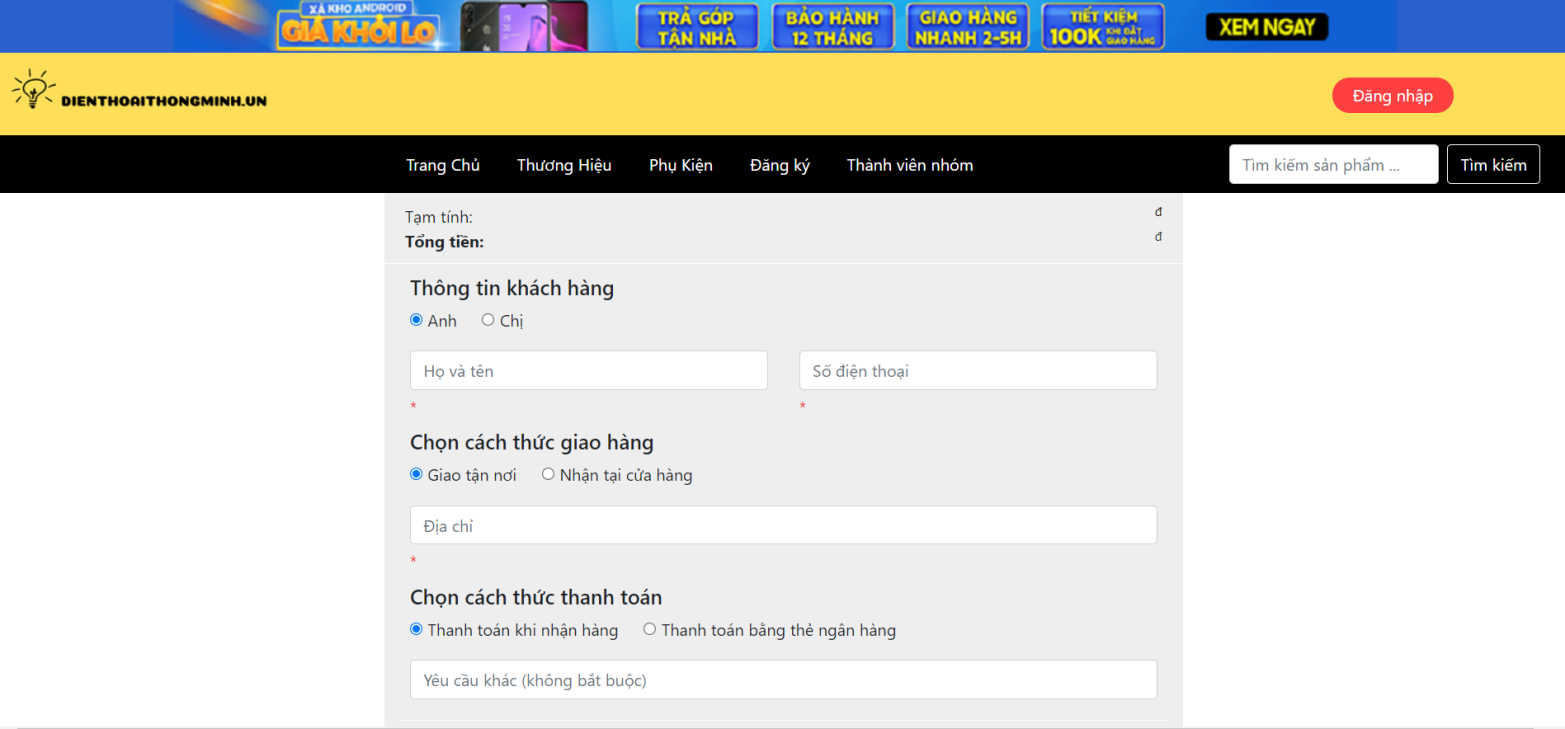 XẢ KHO ANDROID
GIÁ KHỎI LO
TRẢ GÓP
TẬN NHÀ
BẢO HÀNH
12 THÁNG
GIAO HÀNG
NHANH 2-5H
TIẾT KIỆM
100K KHI ĐẶT
GIAO HÀNG
XEM NGAY
DIENTHOAITHONGMINH.UN
Đăng nhập
Trang Chủ Thương Hiệu Phụ Kiện Đăng ký Thành viên nhóm Tìm kiếm sản phẩm ... Tìm kiếm
Tạm tính: đ
Tổng tiền: đ
Thông tin khách hàng
Anh Chị
Họ và tên Số điện thoại
* *
Chọn cách thức giao hàng
Giao tận nơi Nhận tại cửa hàng
Địa chỉ
*
Chọn cách thức thanh toán
Thanh toán khi nhận hàng Thanh toán bằng thẻ ngân hàng
Yêu cầu khác (không bắt buộc)